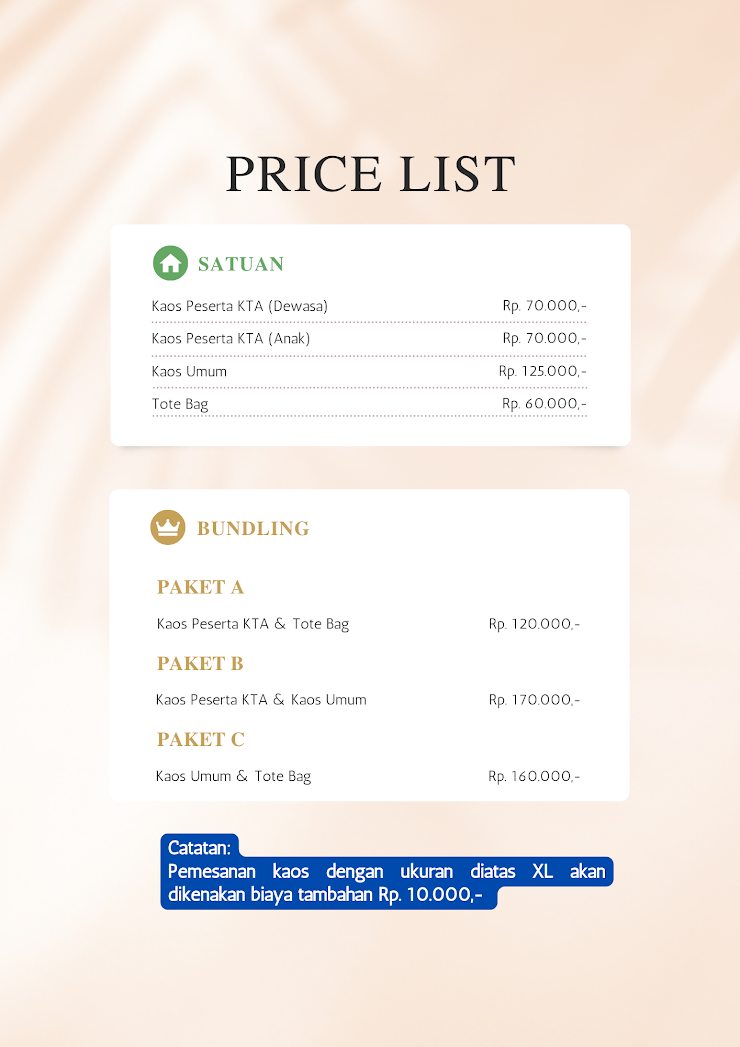 PRICE LIST
SATUAN
Kaos Peserta KTA (Dewasa) Rp. 70.000,-
Kaos Peserta KTA (Anak) Rp. 70.000,-
Kaos Umum Rp. 125.000,-
Tote Bag Rp. 60.000,-
BUNDLING
PAKET A
Kaos Peserta KTA & Tote Bag Rp. 120.000,-
PAKET B
Kaos Peserta KTA & Kaos Umum Rp. 170.000,-
PAKET C
Kaos Umum & Tote Bag Rp. 160.000,-
Catatan:
Pemesanan kaos dengan ukuran diatas XL akan
dikenakan biaya tambahan Rp. 10.000,-